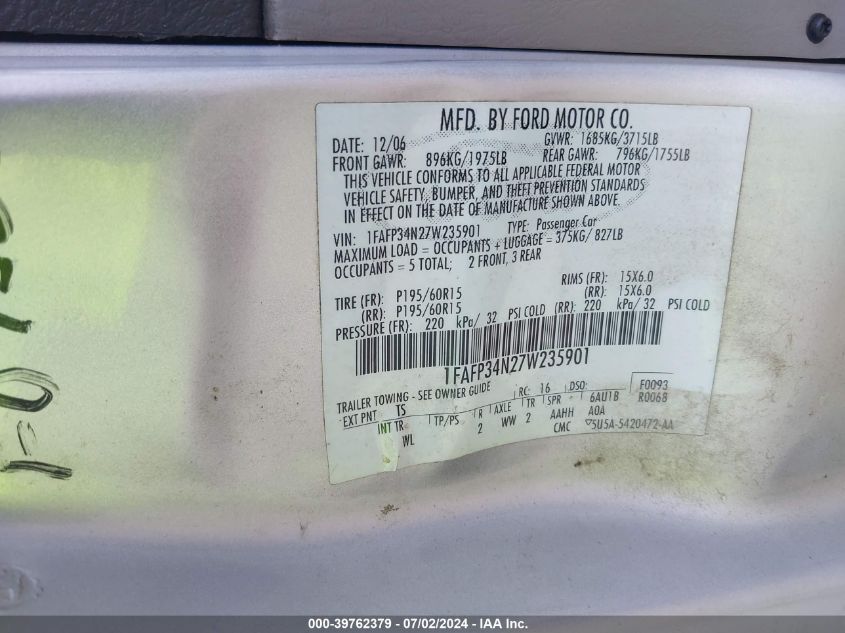 MFD. BY FORD MOTOR CO.
DATE: 12/06 GVWR: 1685KG/3715LB
FRONT GAWR: 896KG/1975LB REAR GAWR: 796KG/1755LB
THIS VEHICLE CONFORMS TO ALL APPLICABLE FEDERAL MOTOR
VEHICLE SAFETY, BUMPER, AND THEFT PREVENTION STANDARDS
IN EFFECT ON THE DATE OF MANUFACTURE SHOWN ABOVE.
VIN: 1FAFP34N27W235901 TYPE: Passenger Car
MAXIMUM LOAD = OCCUPANTS + LUGGAGE = 375KG/ 827LB
OCCUPANTS = 5 TOTAL; 2 FRONT, 3 REAR
TIRE (FR): P195/60R15 RIMS (FR): 15X6.0
(RR): P195/60R15 (RR): 15X6.0
PRESSURE (FR): 220 kPa/ 32 PSI COLD (RR): 220 kPa/ 32 PSI COLD
1FAFP34N27W235901
TRAILER TOWING - SEE OWNER GUIDE RC: 16 DSO: F0093
EXT PNT TS TP/PS R AXLE TR SPR 6AU1B R0068
INT TR 2 WW 2 AAHH A0A
WL CMC 5U5A-5420472-AA
000-39762379 - 07/02/2024 - IAA Inc.